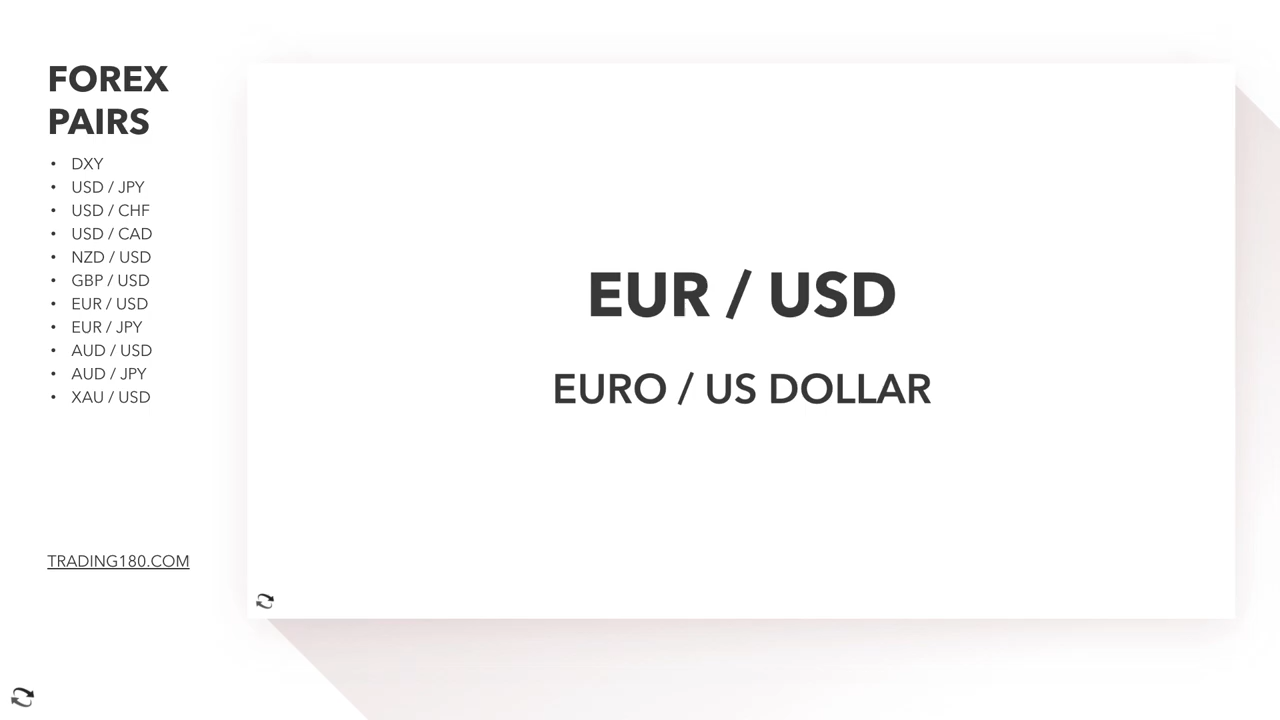 FOREX
PAIRS
• DXY
• USD / JPY
• USD / CHF
• USD / CAD
• NZD / USD
• GBP / USD
• EUR / USD
• EUR / JPY
• AUD / USD
• AUD / JPY
• XAU / USD
TRADING180.COM
EUR / USD
EURO / US DOLLAR